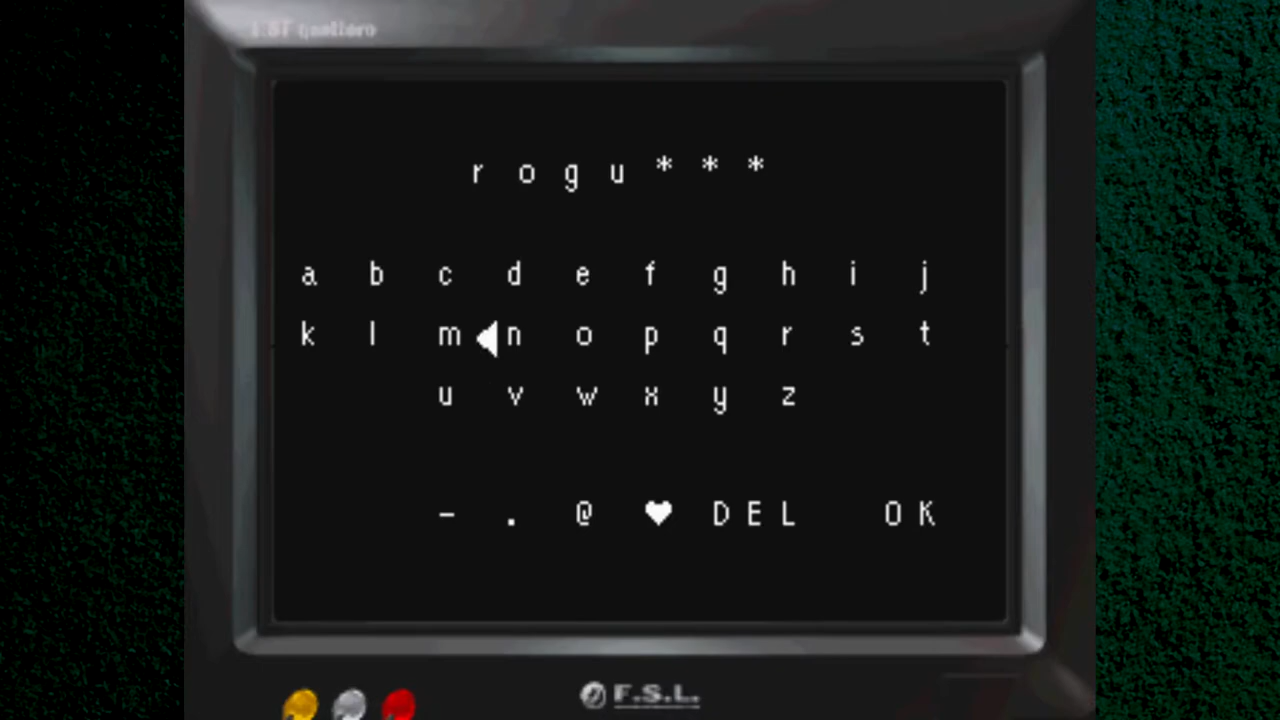 r o g u * * *
a b c d e f g h i j
k l m n o p q r s t
u v w x y z
- . @ ♥ DEL OK
F.S.L.